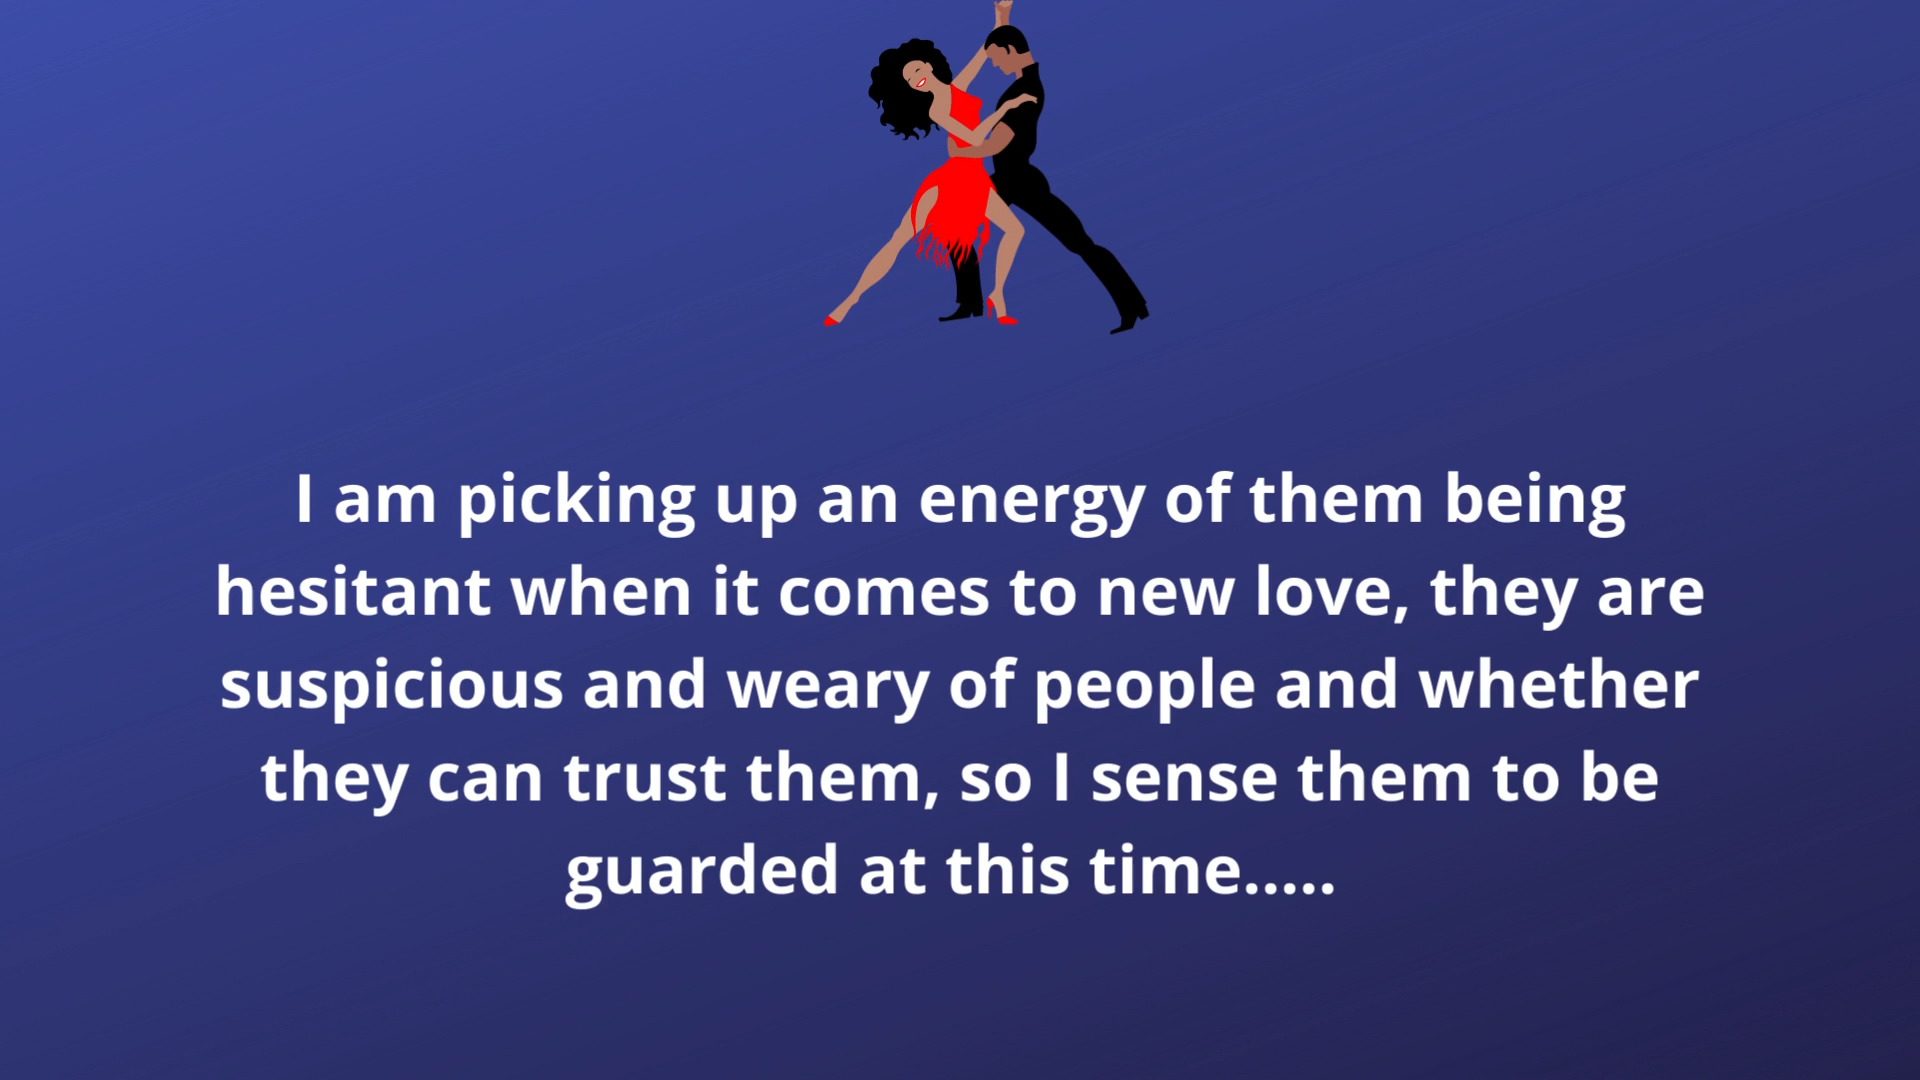 I am picking up an energy of them being
hesitant when it comes to new love, they are
suspicious and weary of people and whether
they can trust them, so I sense them to be
guarded at this time.....